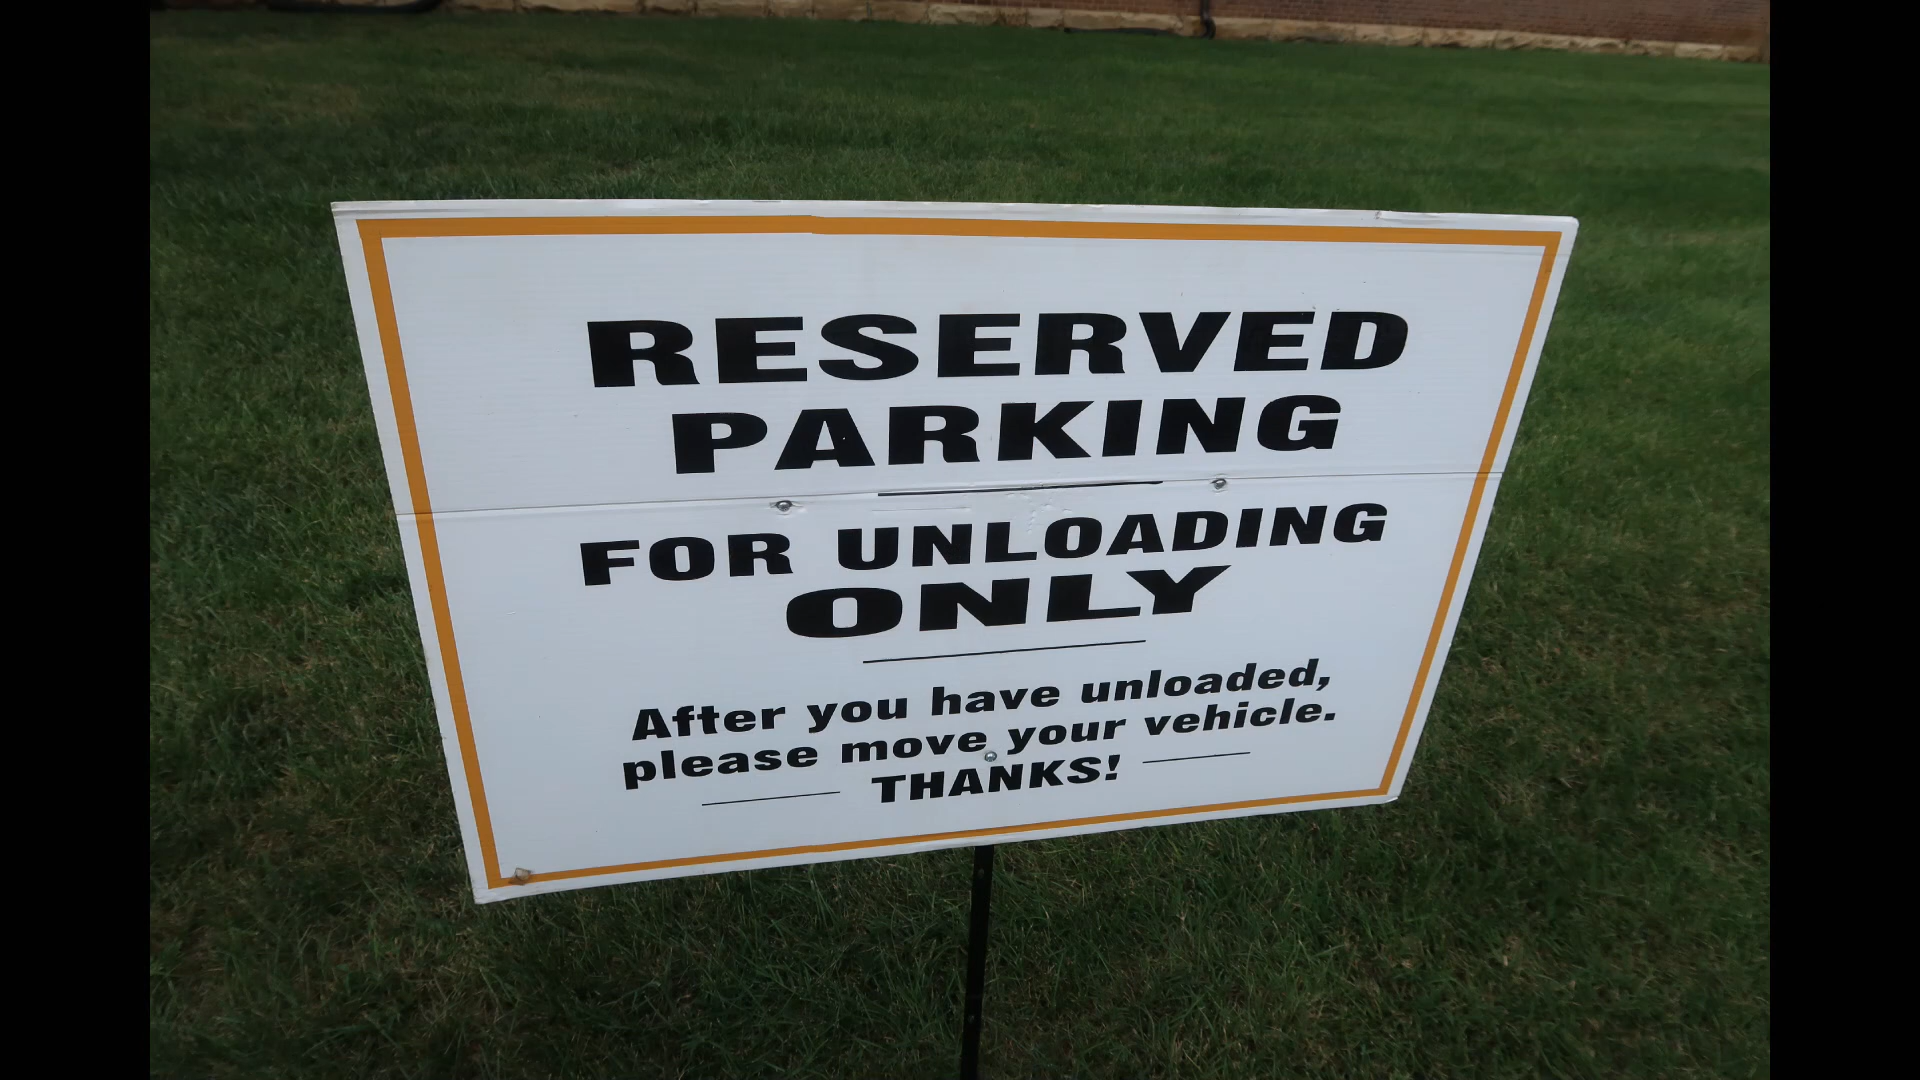 RESERVED
PARKING
FOR UNLOADING
ONLY
After you have unloaded,
please move your vehicle.
THANKS!